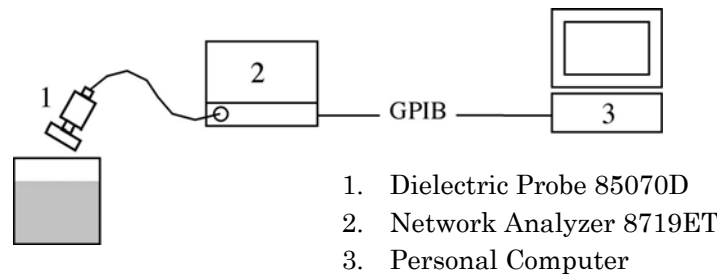 1
2
GPIB
3
1. Dielectric Probe 85070D
2. Network Analyzer 8719ET
3. Personal Computer